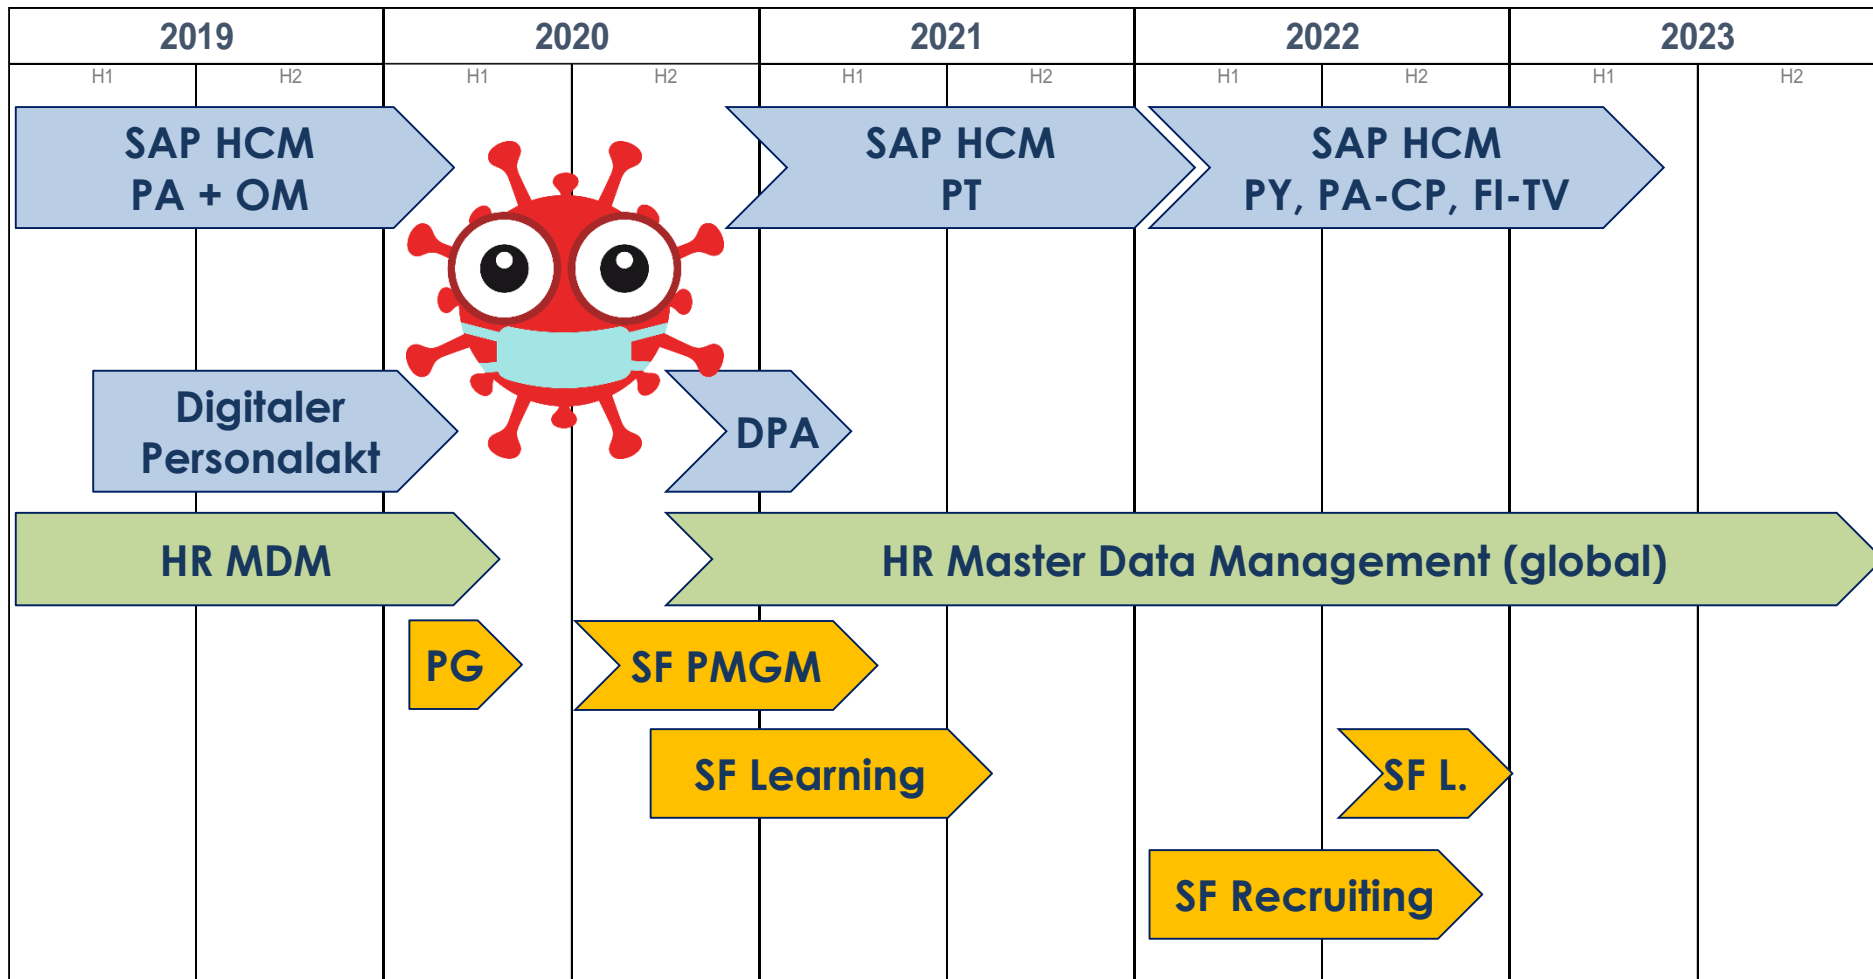 2019 2020 2021 2022 2023
H1 H2 H1 H2 H1 H2 H1 H2 H1 H2
SAP HCM
PA + OM
SAP HCM
PT
SAP HCM
PY, PA-CP, FI-TV
Digitaler
Personalakt
DPA
HR MDM
HR Master Data Management (global)
PG
SF PMGM
SF Learning
SF L.
SF Recruiting